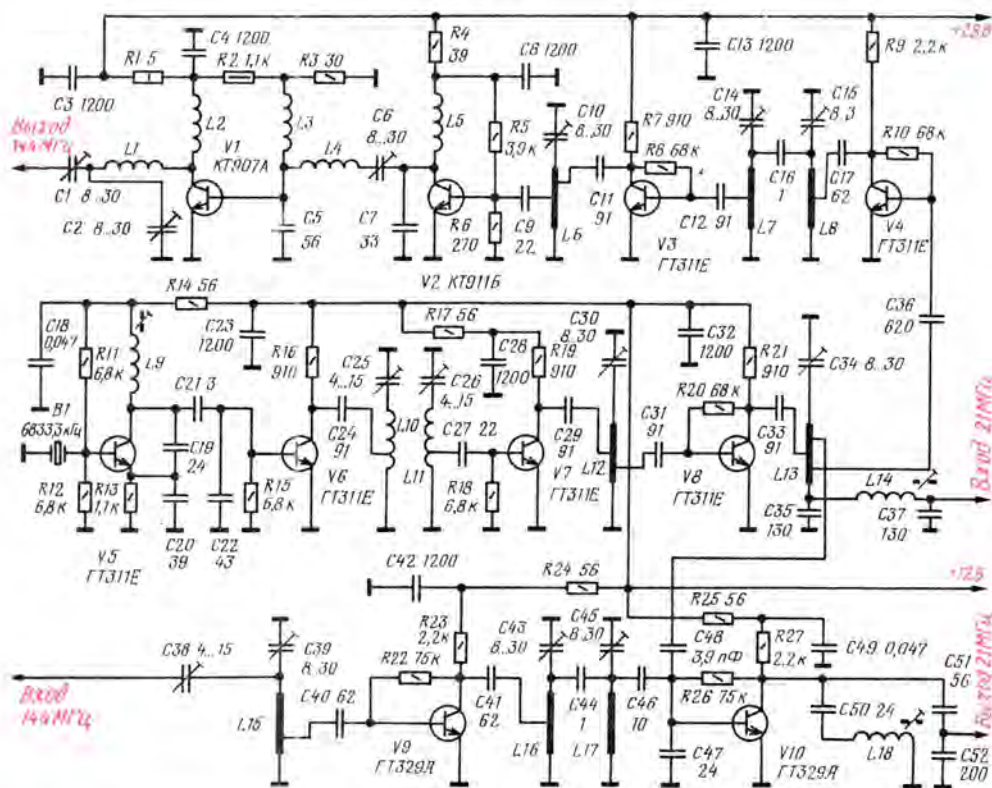 R4
39
C4 1200
R1 5
R2 1,1к
R3 30
C8 1200
C13 1200
R9 2,2к
+28В
C3 1200
C6
8...30
L2
L3
L5
R5
3,9к
C10
8..30
R7 910
C14
8..30
C15
8..3
R10 68к
Выход
144МГц
L1
V1
КТ907А
L4
R6 68к
C1 8..30
C2 8..30
C5
56
C7
33
R6
270
C9
22
C11
91
L6
C12 91
C16
1
L7
L8
C17
62
V4
ГТ311Е
V3
ГТ311Е
V2 КТ911Б
R14 56
C18
0,047
R11
6,8к
L9
C23
1200
R16
910
R17 56
C25
4...15
C28
1200
R19
910
C30
8..30
C32
1200
R21
910
C34 8..30
C36
620
C21 3
C26
4...15
R20 68к
В1
6833,3кГц
C19
24
C24
91
L10
L11
C27 22
C29
91
L12
C31
91
C33
91
L13
L14
Вход 21МГц
R12
6,8к
R13
1,1к
R15
6,8к
V6
ГТ311Е
R18
6,8к
V7
ГТ311Е
V8
ГТ311Е
C35
130
C37
130
C20
39
C22
43
V5
ГТ311Е
C42 1200
R24 56
+12В
R25 56
R23
2,2к
C43
8..30
C45
8..30
C48
3,9 пФ
R27
2,2к
C49 0,047
C51
56
C38 4...15
C39
8..30
R22 75к
R26 75к
Выход 21МГц
Вход
144МГц
C40 62
C41
62
C44
1
C46
10
C50 24
L15
L16
L17
L18
V9
ГТ329А
C47
24
V10
ГТ329А
C52
200